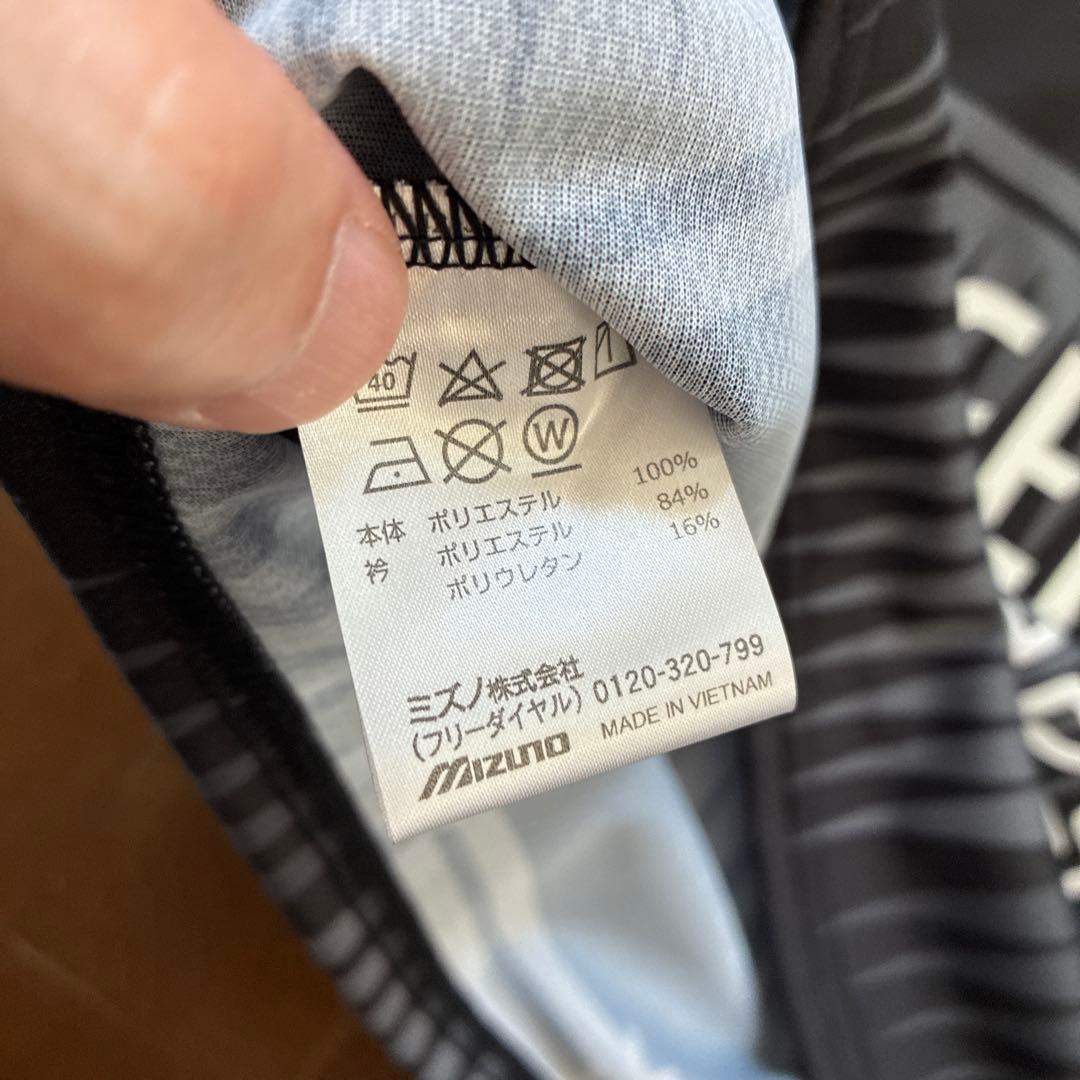 40
W
本体 ポリエステル 100%
衿 ポリエステル 84%
ポリウレタン 16%
ミズノ株式会社
(フリーダイヤル) 0120-320-799
MIZUNO MADE IN VIETNAM